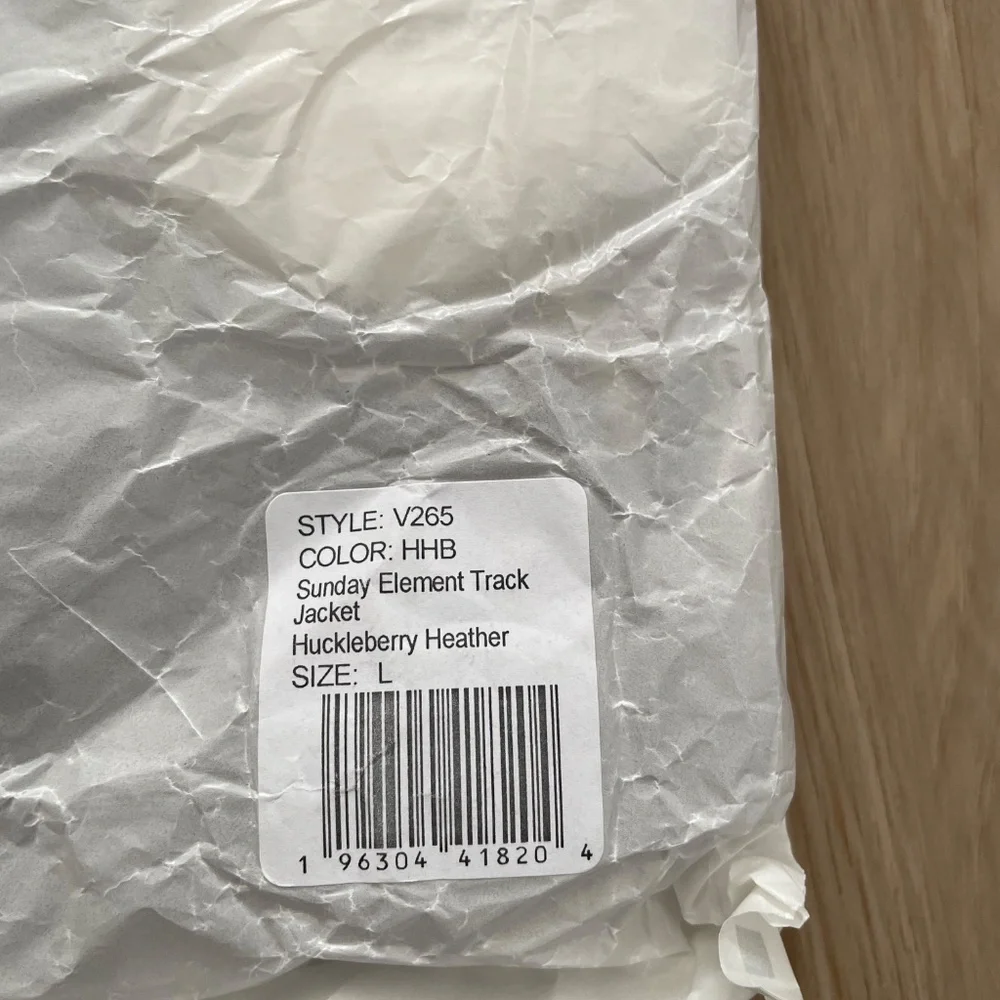 STYLE: V265
COLOR: HHB
Sunday Element Track
Jacket
Huckleberry Heather
SIZE: L
1 96304 41820 4